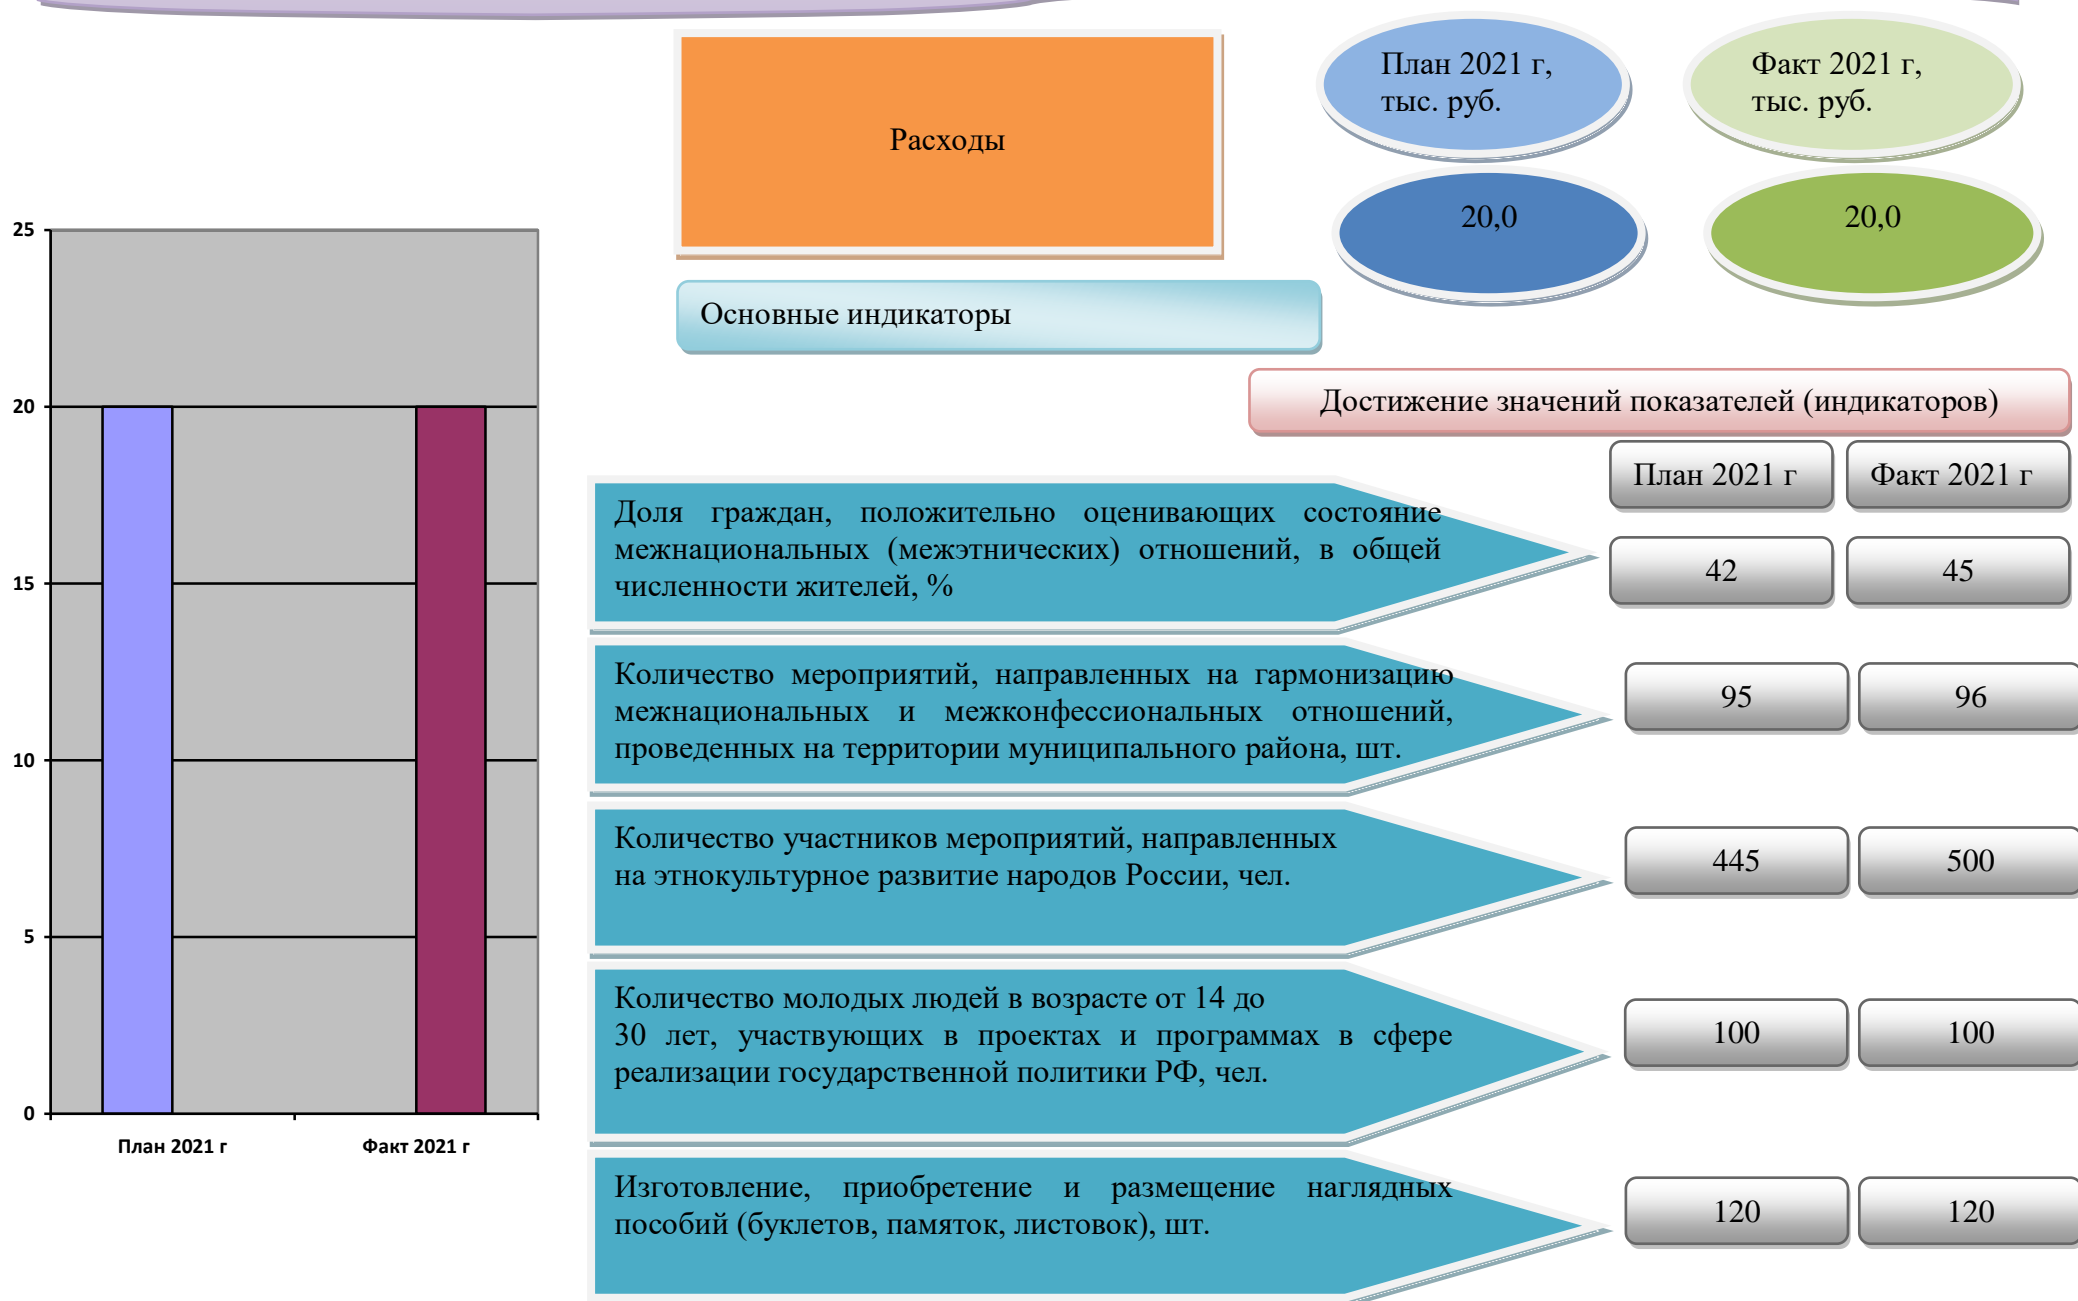 Расходы
План 2021 г,
тыс. руб.
Факт 2021 г,
тыс. руб.
20,0
20,0
Основные индикаторы
25
20
15
10
5
0
План 2021 г
Факт 2021 г
Достижение значений показателей (индикаторов)
План 2021 г
Факт 2021 г
Доля граждан, положительно оценивающих состояние
межнациональных (межэтнических) отношений, в общей
численности жителей, %
42
45
Количество мероприятий, направленных на гармонизацию
межнациональных и межконфессиональных отношений,
проведенных на территории муниципального района, шт.
95
96
Количество участников мероприятий, направленных
на этнокультурное развитие народов России, чел.
445
500
Количество молодых людей в возрасте от 14 до
30 лет, участвующих в проектах и программах в сфере
реализации государственной политики РФ, чел.
100
100
Изготовление, приобретение и размещение наглядных
пособий (буклетов, памяток, листовок), шт.
120
120